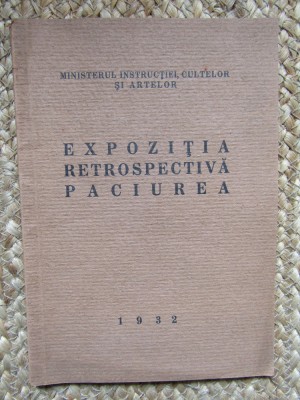 MINISTERUL INSTRUCȚIEI, CULTELOR
ȘI ARTELOR
EXPOZIȚIA
RETROSPECTIVĂ
PACIUREA
1932